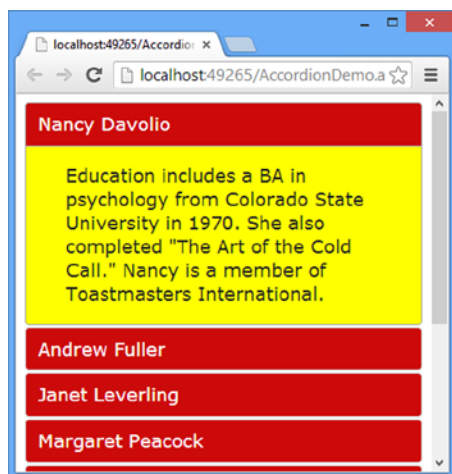 localhost:49265/Accordio
localhost:49265/AccordionDemo.a
Nancy Davolio
Education includes a BA in
psychology from Colorado State
University in 1970. She also
completed "The Art of the Cold
Call." Nancy is a member of
Toastmasters International.
Andrew Fuller
Janet Leverling
Margaret Peacock